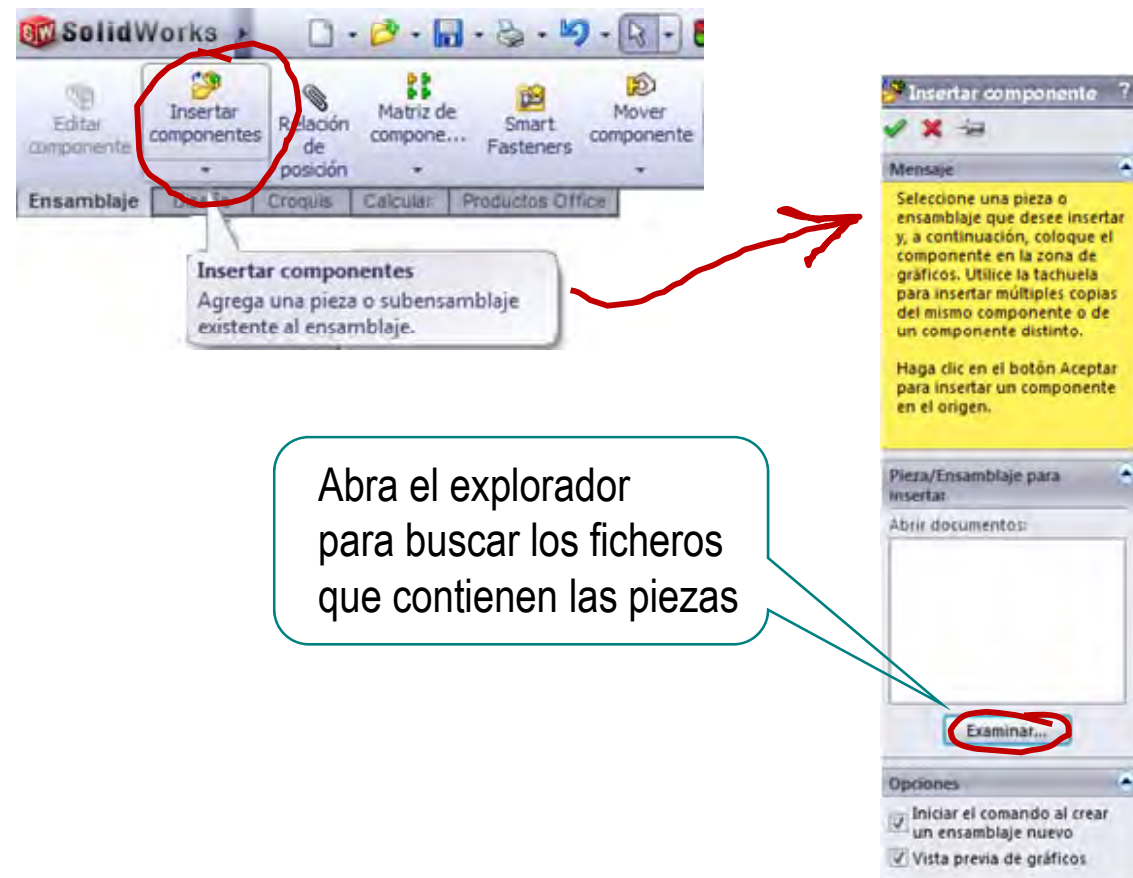 SolidWorks
Editar
componente
Insertar
componentes
Relación
de
posición
Matriz de
compone...
Smart
Fasteners
Mover
componente
Ensamblaje
Croquis
Calcular
Productos Office
Insertar componentes
Agrega una pieza o subensamblaje
existente al ensamblaje.
Abra el explorador
para buscar los ficheros
que contienen las piezas
Insertar componente ?
Mensaje
Seleccione una pieza o
ensamblaje que desee insertar
y, a continuación, coloque el
componente en la zona de
gráficos. Utilice la tachuela
para insertar múltiples copias
del mismo componente o de
un componente distinto.
Haga clic en el botón Aceptar
para insertar un componente
en el origen.
Pieza/Ensamblaje para
insertar
Abrir documentos:
Examinar...
Opciones
Iniciar el comando al crear
un ensamblaje nuevo
Vista previa de gráficos